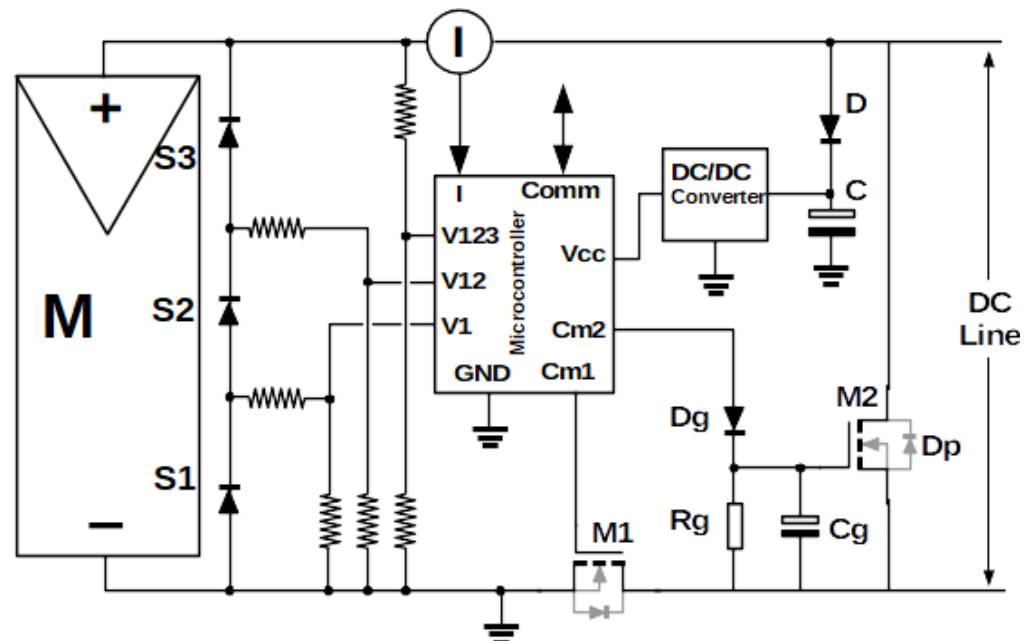 I
+
S3
S2
M
S1
−
I
Comm
V123
V12
V1
GND
Cm1
Cm2
Vcc
Microcontroller
DC/DC
Converter
D
C
DC
Line
M2
Dg
Dp
Rg
Cg
M1